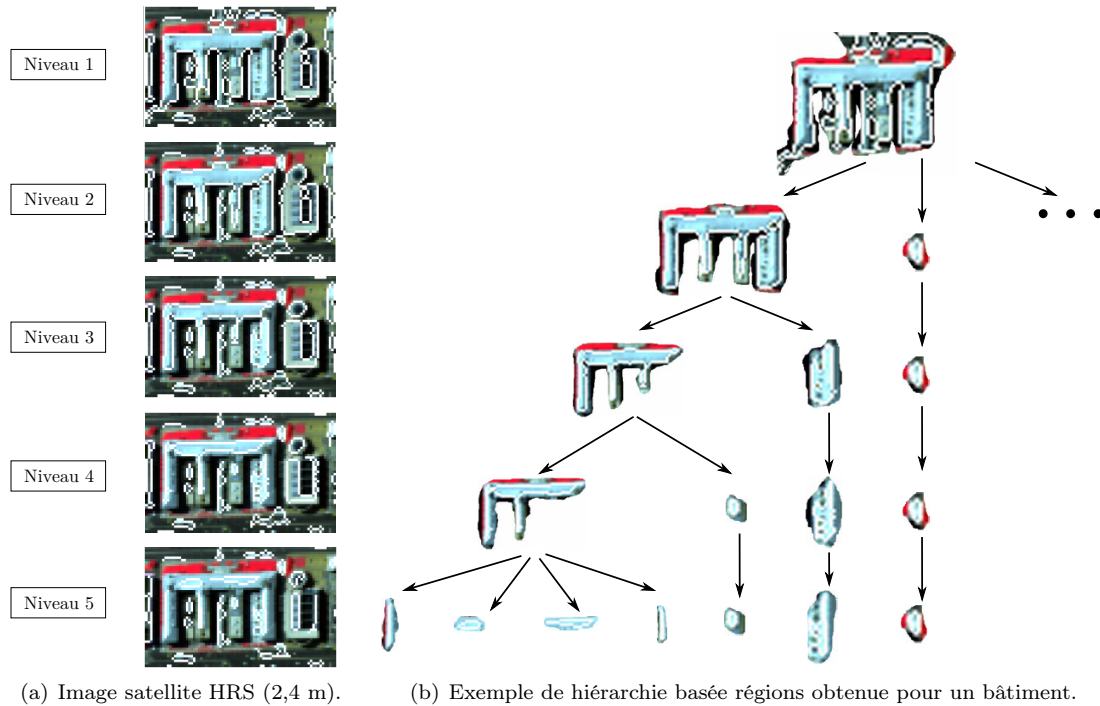 Niveau 1
Niveau 2
Niveau 3
Niveau 4
Niveau 5
(a) Image satellite HRS (2,4 m).
(b) Exemple de hiérarchie basée régions obtenue pour un bâtiment.